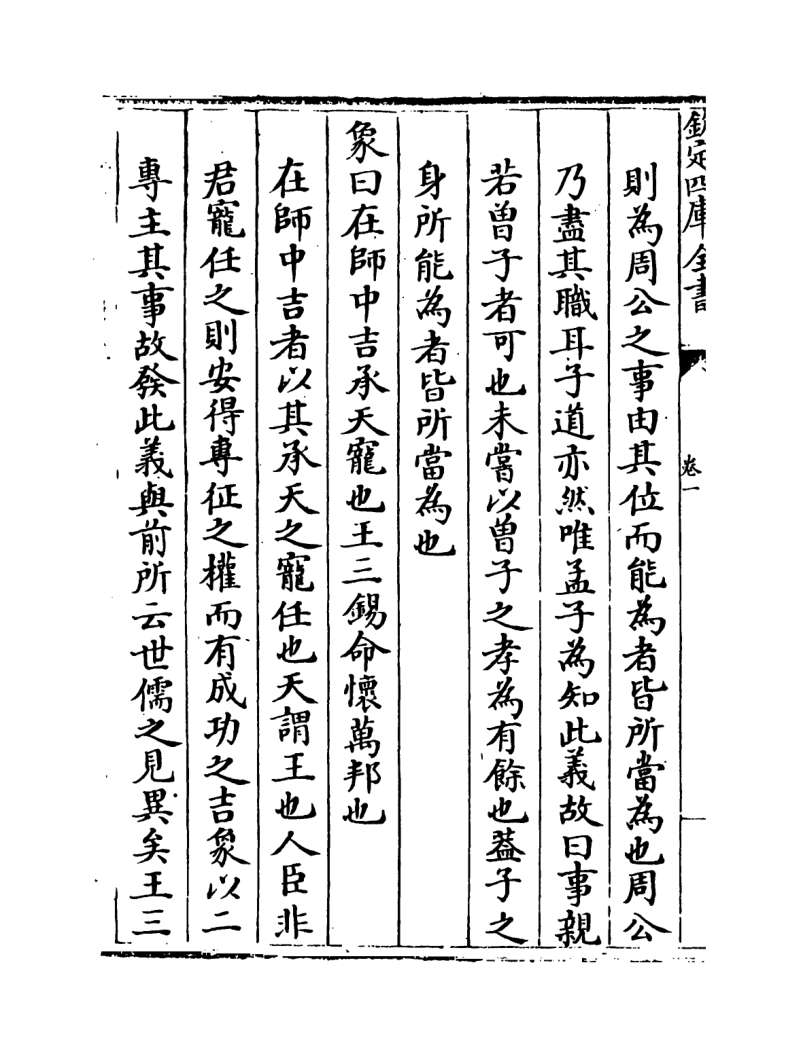 欽定四庫全書
卷一
則為周公之事由其位而能為者皆所當為也周公
乃盡其職耳子道亦然唯孟子為知此義故曰事親
若曽子者可也未嘗以曽子之孝為有餘也葢子之
身所能為者皆所當為也
象曰在師中吉承天寵也王三錫命懷萬邦也
在師中吉者以其承天之寵任也天謂王也人臣非
君寵任之則安得專征之權而有成功之吉象以二
專主其事故發此義與前所云世儒之見異矣王三